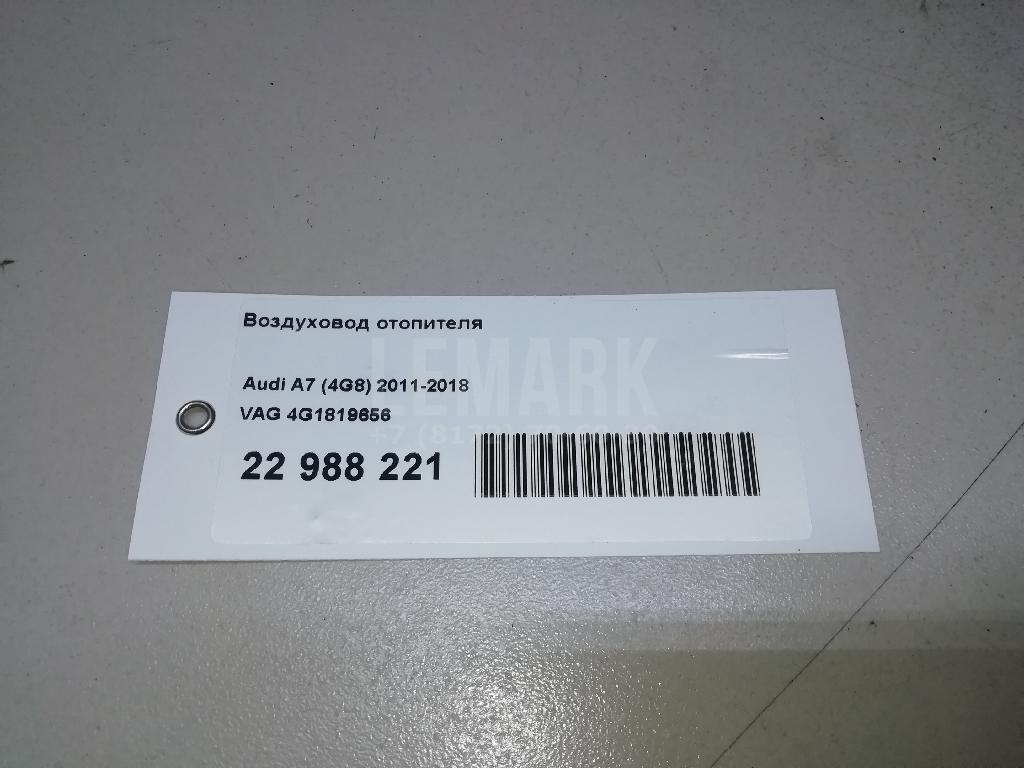 Воздуховод отопителя
LEMARK
Audi A7 (4G8) 2011-2018
VAG 4G1819656
22 988 221